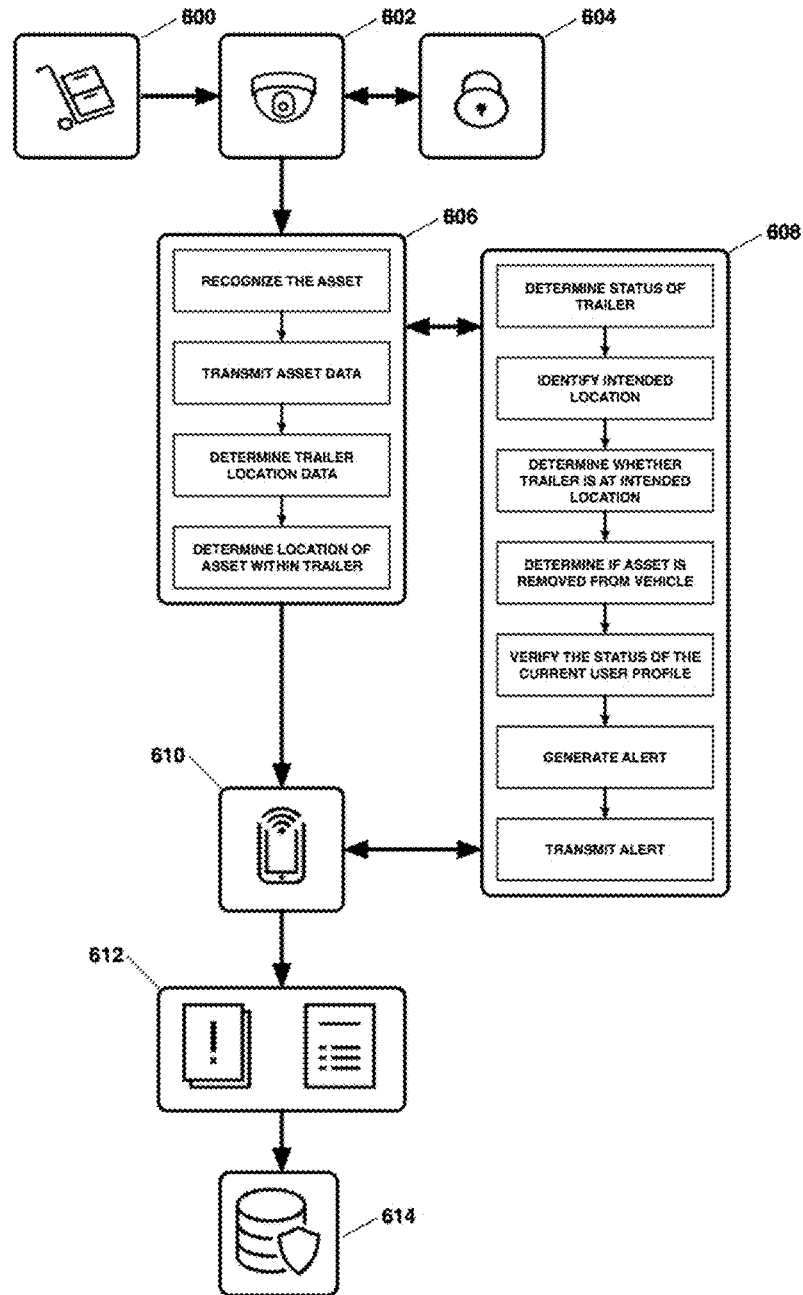 600
602
604
606
608
RECOGNIZE THE ASSET
TRANSMIT ASSET DATA
DETERMINE TRAILER
LOCATION DATA
DETERMINE LOCATION OF
ASSET WITHIN TRAILER
DETERMINE STATUS OF
TRAILER
IDENTIFY INTENDED
LOCATION
DETERMINE WHETHER
TRAILER IS AT INTENDED
LOCATION
DETERMINE IF ASSET IS
REMOVED FROM VEHICLE
VERIFY THE STATUS OF THE
CURRENT USER PROFILE
GENERATE ALERT
TRANSMIT ALERT
610
612
614